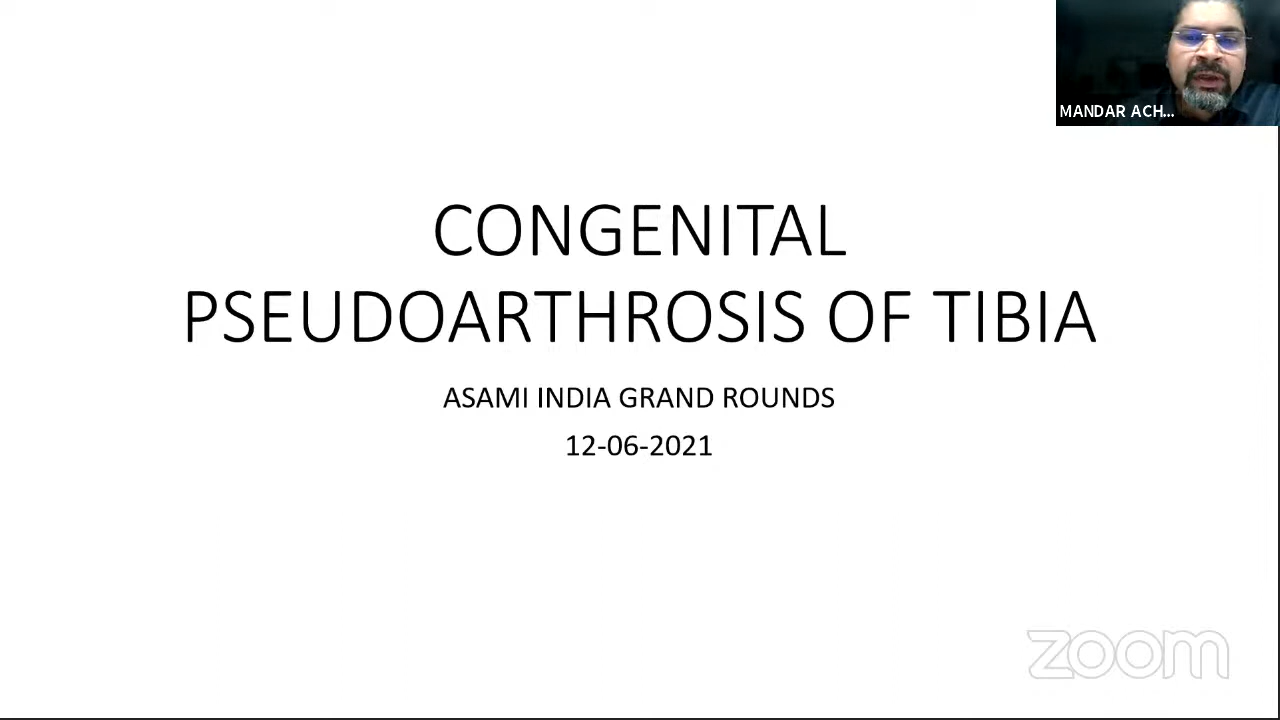 MANDAR ACH...
CONGENITAL
PSEUDOARTHROSIS OF TIBIA
ASAMI INDIA GRAND ROUNDS
12-06-2021
zoom